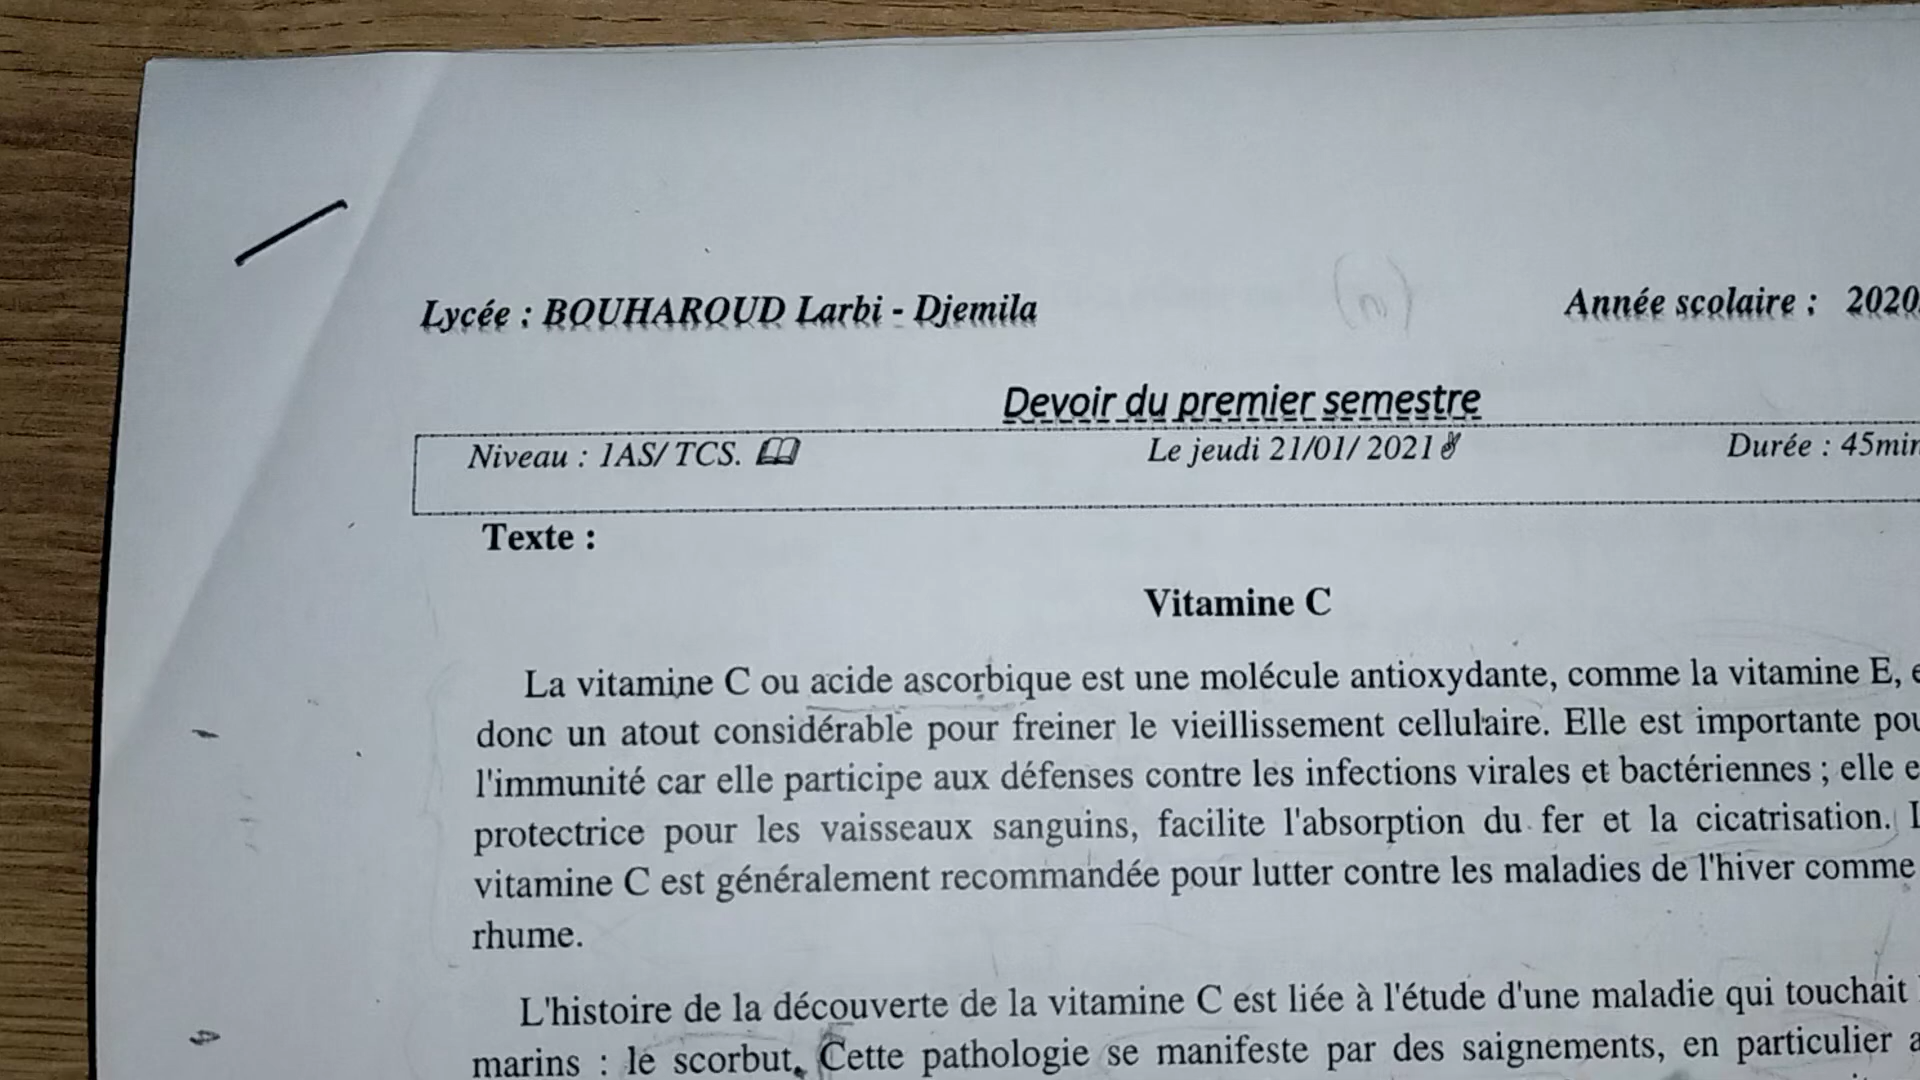 Lycée : BOUHAROUD Larbi - Djemila Année scolaire : 2020
Devoir du premier semestre
Niveau : 1AS/ TCS. Le jeudi 21/01/ 2021 Durée : 45min
Texte :
Vitamine C
La vitamine C ou acide ascorbique est une molécule antioxydante, comme la vitamine E,
donc un atout considérable pour freiner le vieillissement cellulaire. Elle est importante pou
l'immunité car elle participe aux défenses contre les infections virales et bactériennes ; elle e
protectrice pour les vaisseaux sanguins, facilite l'absorption du fer et la cicatrisation.
vitamine C est généralement recommandée pour lutter contre les maladies de l'hiver comme
rhume.
L'histoire de la découverte de la vitamine C est liée à l'étude d'une maladie qui touchait
marins : le scorbut. Cette pathologie se manifeste par des saignements, en particulier a